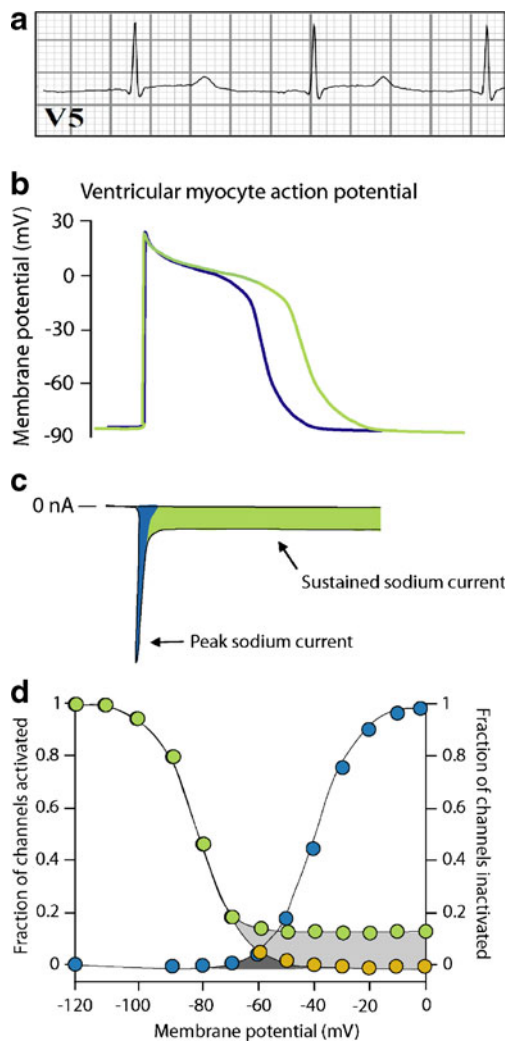 a
V5
b
Ventricular myocyte action potential
Membrane potential (mV)
30
0
-30
-60
-90
c
0 nA
Sustained sodium current
Peak sodium current
d
Fraction of channels activated
1
0.8
0.6
0.4
0.2
0
1
0.8
0.6
0.4
0.2
0
Fraction of channels inactivated
-120
-100
-80
-60
-40
-20
0
Membrane potential (mV)